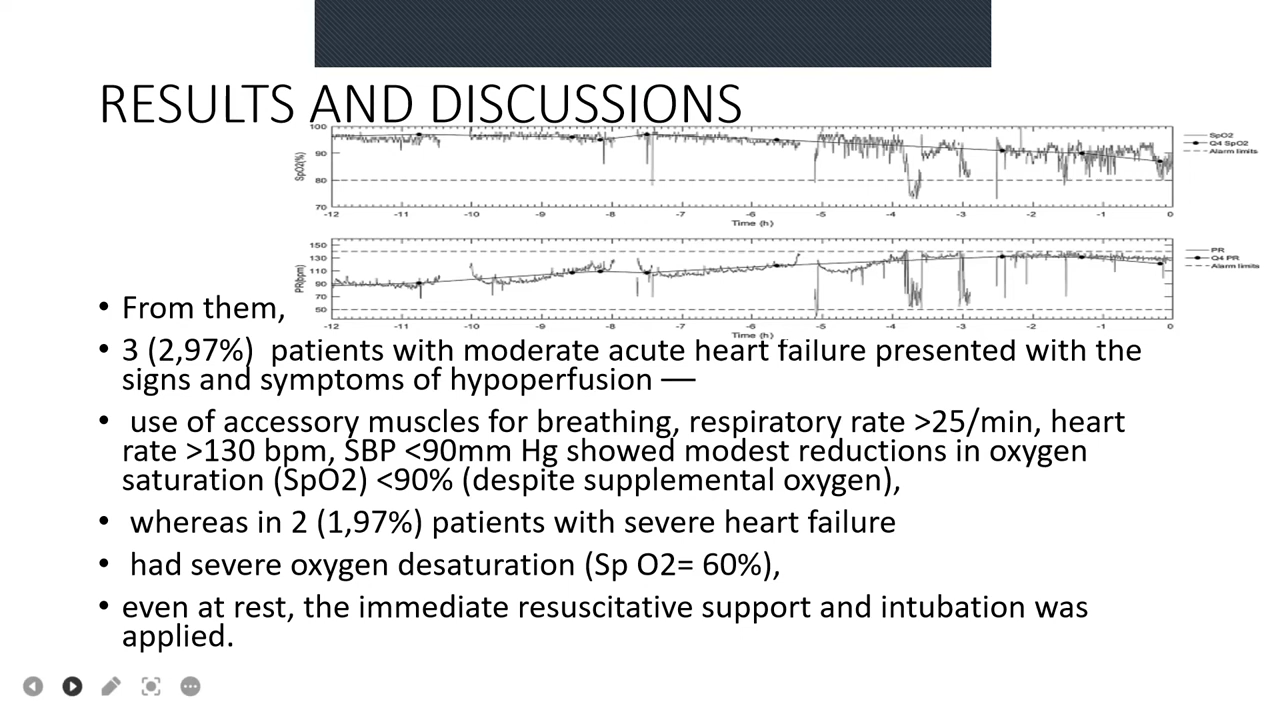 RESULTS AND DISCUSSIONS
100
90
80
70
SpO2(%)
-12 -11 -10 -9 -8 -7 -6 -5 -4 -3 -2 -1 0
Time (h)
SpO2
Q4 SpO2
Alarm limits
150
130
110
90
70
50
PR(bpm)
-12 -11 -10 -9 -8 -7 -6 -5 -4 -3 -2 -1 0
Time (h)
PR
Q4 PR
Alarm limits
• From them,
• 3 (2,97%) patients with moderate acute heart failure presented with the
signs and symptoms of hypoperfusion —
• use of accessory muscles for breathing, respiratory rate >25/min, heart
rate >130 bpm, SBP <90mm Hg showed modest reductions in oxygen
saturation (SpO2) <90% (despite supplemental oxygen),
• whereas in 2 (1,97%) patients with severe heart failure
• had severe oxygen desaturation (Sp O2= 60%),
• even at rest, the immediate resuscitative support and intubation was
applied.